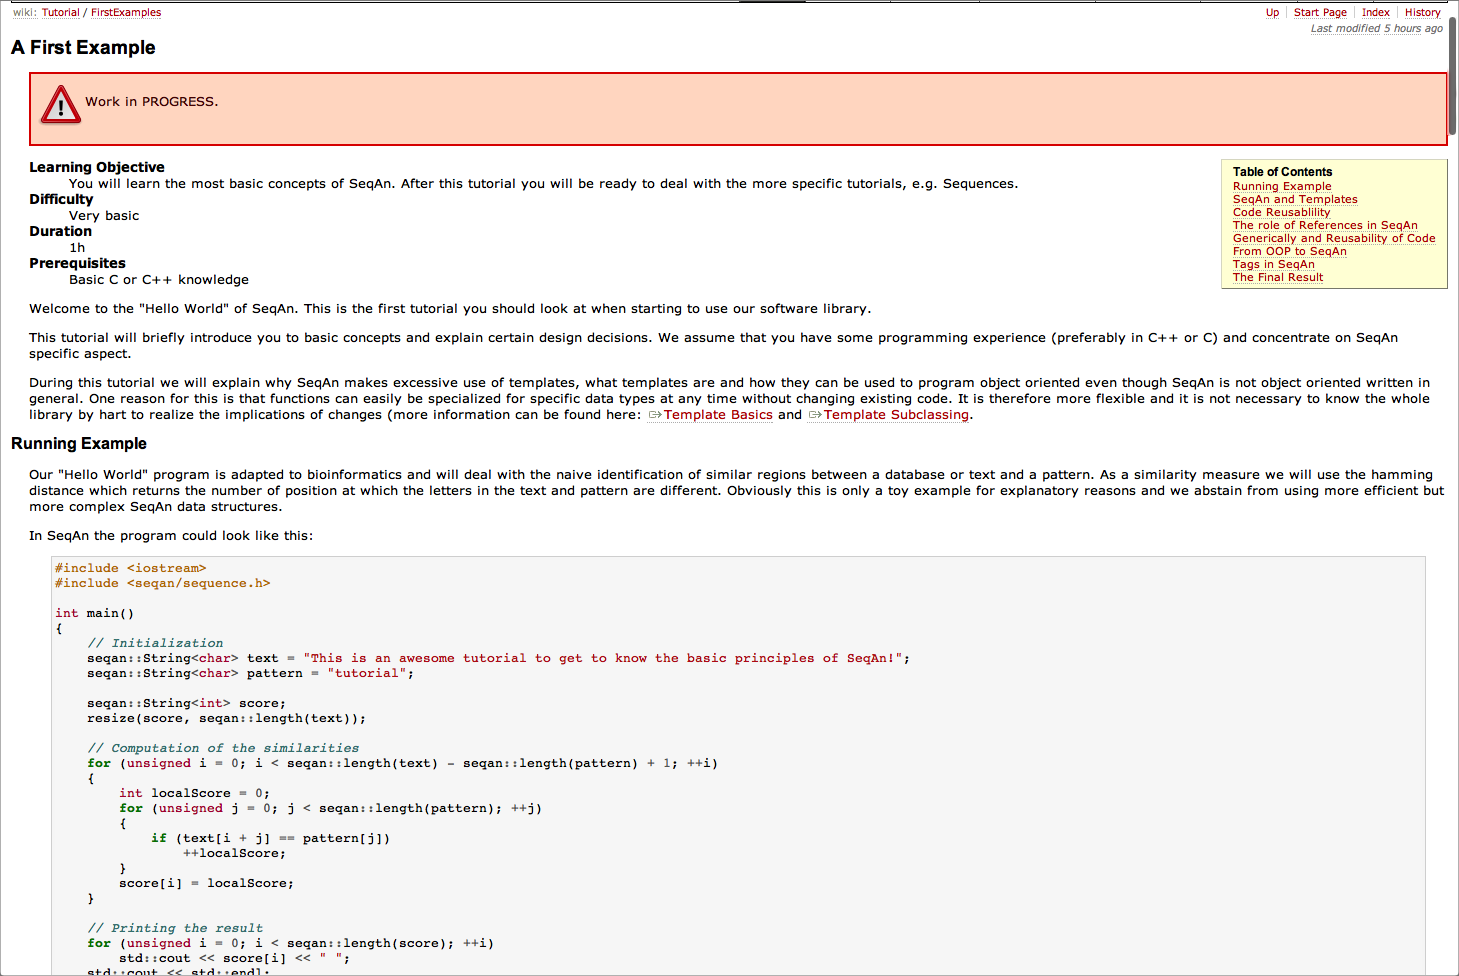 wiki: Tutorial / FirstExamples
Up | Start Page | Index | History
Last modified 5 hours ago
A First Example
Work in PROGRESS.
Learning Objective
You will learn the most basic concepts of SeqAn. After this tutorial you will be ready to deal with the more specific tutorials, e.g. Sequences.
Difficulty
Very basic
Duration
1h
Prerequisites
Basic C or C++ knowledge
Table of Contents
Running Example
SeqAn and Templates
Code Reusablility
The role of References in SeqAn
Generically and Reusability of Code
From OOP to SeqAn
Tags in SeqAn
The Final Result
Welcome to the "Hello World" of SeqAn. This is the first tutorial you should look at when starting to use our software library.
This tutorial will briefly introduce you to basic concepts and explain certain design decisions. We assume that you have some programming experience (preferably in C++ or C) and concentrate on SeqAn
specific aspect.
During this tutorial we will explain why SeqAn makes excessive use of templates, what templates are and how they can be used to program object oriented even though SeqAn is not object oriented written in
general. One reason for this is that functions can easily be specialized for specific data types at any time without changing existing code. It is therefore more flexible and it is not necessary to know the whole
library by hart to realize the implications of changes (more information can be found here: Template Basics and Template Subclassing.
Running Example
Our "Hello World" program is adapted to bioinformatics and will deal with the naive identification of similar regions between a database or text and a pattern. As a similarity measure we will use the hamming
distance which returns the number of position at which the letters in the text and pattern are different. Obviously this is only a toy example for explanatory reasons and we abstain from using more efficient but
more complex SeqAn data structures.
In SeqAn the program could look like this:
#include <iostream>
#include <seqan/sequence.h>
int main()
{
// Initialization
seqan::String<char> text = "This is an awesome tutorial to get to know the basic principles of SeqAn!";
seqan::String<char> pattern = "tutorial";
seqan::String<int> score;
resize(score, seqan::length(text));
// Computation of the similarities
for (unsigned i = 0; i < seqan::length(text) - seqan::length(pattern) + 1; ++i)
{
int localScore = 0;
for (unsigned j = 0; j < seqan::length(pattern); ++j)
{
if (text[i + j] == pattern[j])
++localScore;
}
score[i] = localScore;
}
// Printing the result
for (unsigned i = 0; i < seqan::length(score); ++i)
std::cout << score[i] << " ";
std::cout << std::endl;